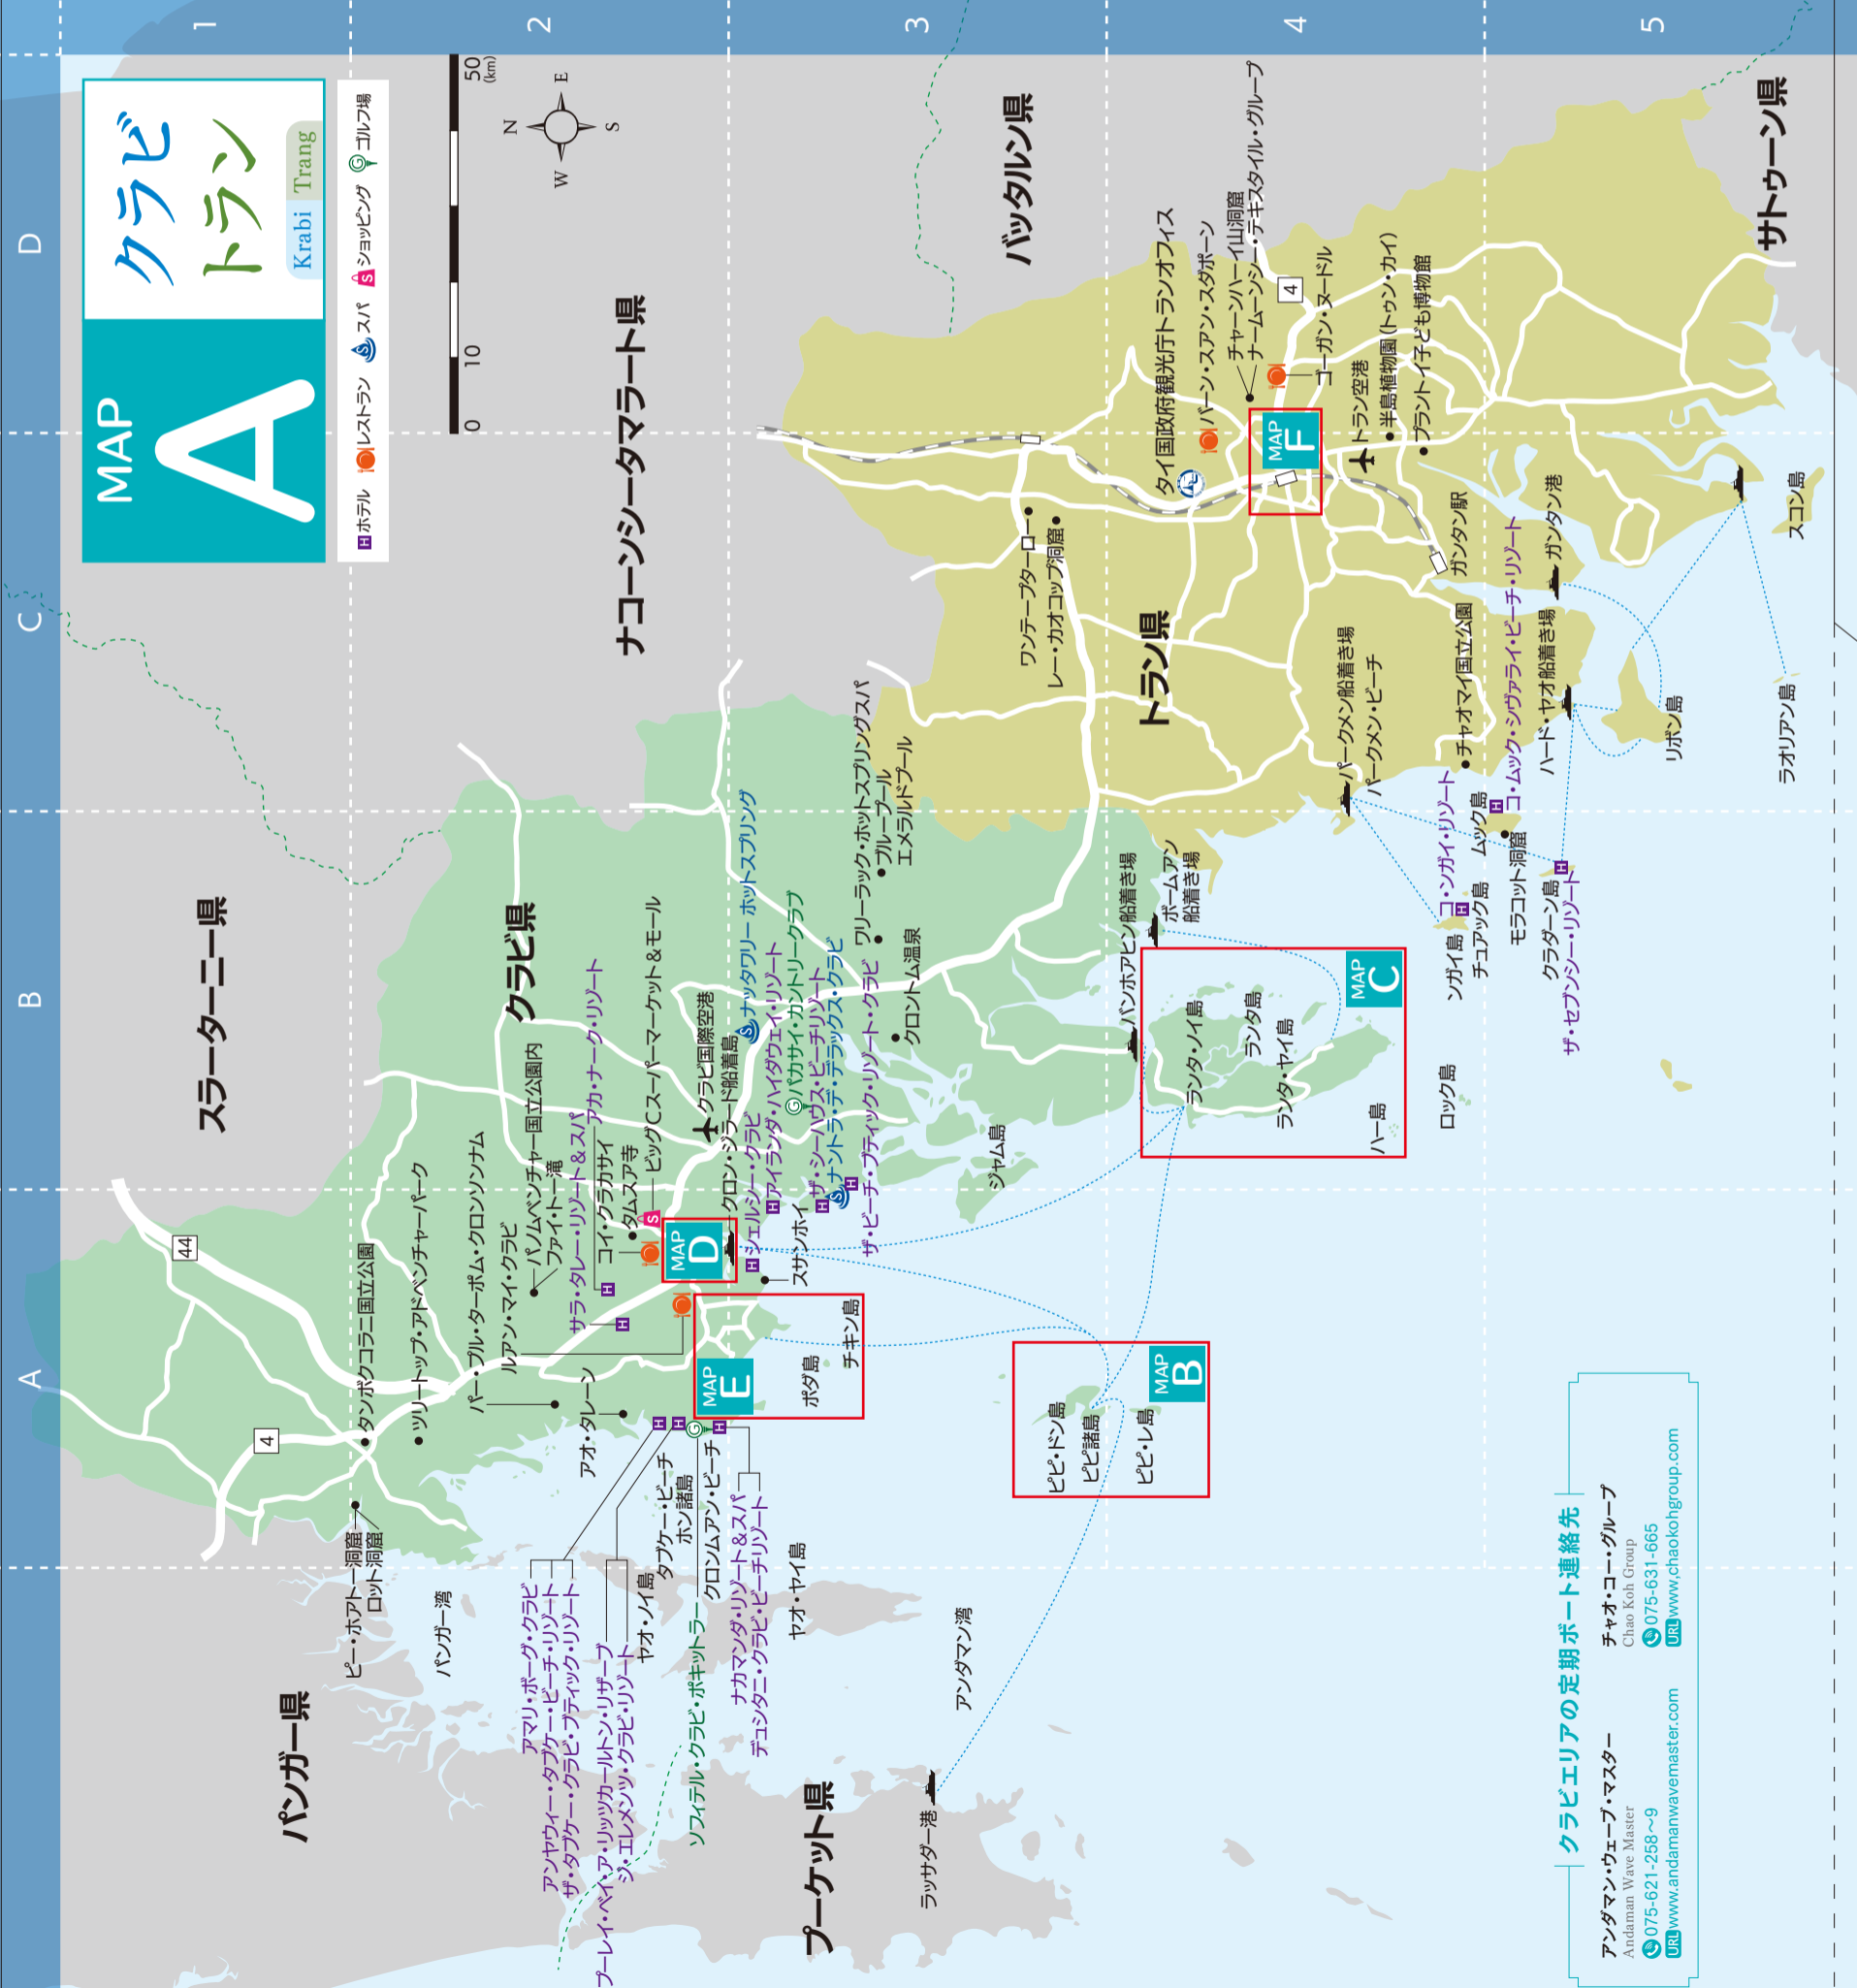 MAP
A
クラビ
トラン
Krabi
Trang
ホテル
レストラン
スパ
ショッピング
ゴルフ場
0
10
50
(km)
N
E
S
W
A
B
C
D
1
2
3
4
5
スラーターニー県
ナコーンシータマラート県
パッタルン県
サトゥーン県
パンガー県
プーケット県
クラビ県
トラン県
44
4
4
ピー・ホアトー洞窟
ロット洞窟
パンガー湾
タンボクコラニ国立公園
ツリートップ・アドベンチャーパーク
パー・プル・ターポム・クロンソンナム
ルアン・マイ・クラビ
パノムベンチャー国立公園内
ファイ・トー滝
サラ・タレー・リゾート&スパ
アカ・ナーク・リゾート
コイ・クラカサイ
タムスア寺
ビッグCスーパーマーケット&モール
クラビ国際空港
クロン・ジラード船着島
アオ・タレーン
アマリ・ボーグ・クラビ
アンヤヴィー・タブケー・ビーチ・リゾート
ザ・タブケー・クラビ・ブティック・リゾート
プーレイ・ベイ・ア・リッツカールトン・リザーブ
ジ・エレメンツ・クラビ・リゾート
ヤオ・ノイ島
タブケー・ビーチ
ホン諸島
ソフィテル・クラビ・ポキットラー
クロンムアン・ビーチ
ナカマンダ・リゾート&スパ
デュシタニ・クラビ・ビーチリゾート
ヤオ・ヤイ島
MAP
D
MAP
E
ポダ島
チキン島
シェルシー・クラビ
アイランダ・ハイダウェイ・リゾート
スサンホイ
ナッタワリー ホットスプリング
パカサイ・カントリークラブ
ザ・シーハウス・ビーチリゾート
ナントラ・デ・デラックス・クラビ
ザ・ビーチ・ブティック・リゾート・クラビ
ワリーラック・ホットスプリングスパ
ブループール
エメラルドプール
クロントム温泉
ジャム島
アンダマン湾
ラッサダー港
ピピ・ドン島
ピピ諸島
ピピ・レ島
MAP
B
パンホアヒン船着き場
ボームアン
船着き場
ランタ・ノイ島
ランタ島
ランタ・ヤイ島
ハー島
MAP
C
ロック島
ワンテープター
レー・カオコップ洞窟
タイ国政府観光庁トランオフィス
バーン・スアン・スダポーン
チャーンハーイ山洞窟
ナームーンシー・テキスタイル・グループ
ゴーガン・ヌードル
MAP
F
トラン空港
半島植物園(トゥン・カイ)
プラントイ子ども博物館
ガンタン駅
パークメン船着き場
パークメン・ビーチ
チャオマイ国立公園
コ・ムック・シヴァライ・ビーチ・リゾート
ハード・ヤオ船着き場
ガンタン港
コ・ンガイ・リゾート
ムック島
ンガイ島
チュアック島
モラコット洞窟
クラダーン島
ザ・セブンシー・リゾート
リボン島
ラオリアン島
スコン島
クラビエリアの定期ボート連絡先
アンダマン・ウェーブ・マスター
Andaman Wave Master
075-621-258〜9
URL www.andamanwavemaster.com
チャオ・コー・グループ
Chao Koh Group
075-631-665
URL www,chaokohgroup.com